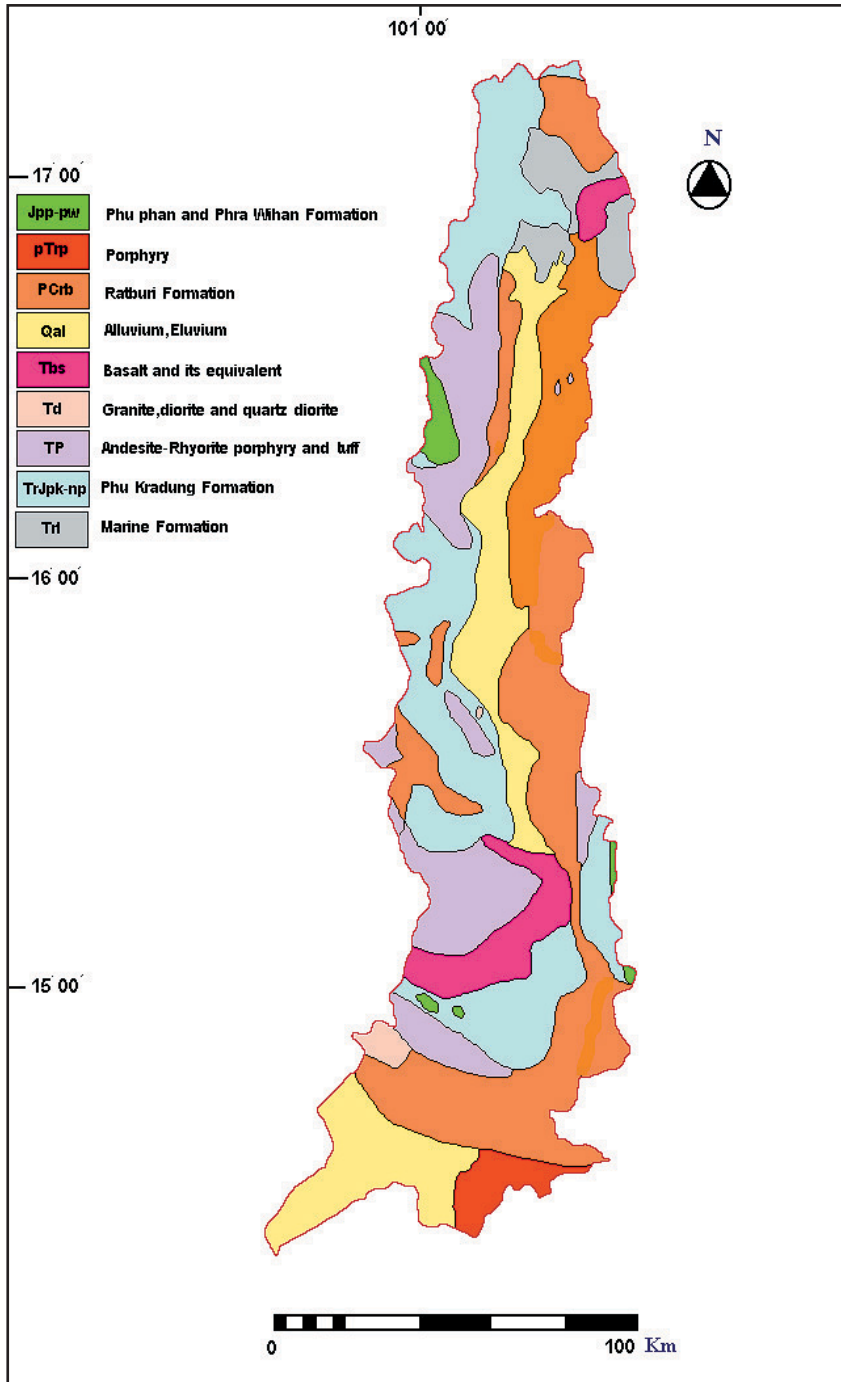 101° 00'
N
17° 00'
Jpp-pw Phu phan and Phra Wihan Formation
pTrp Porphyry
PCrb Ratburi Formation
Qal Alluvium,Eluvium
Tbs Basalt and its equivalent
Td Granite,diorite and quartz diorite
TP Andesite-Rhyorite porphyry and tuff
TrJpk-np Phu Kradung Formation
Trl Marine Formation
16° 00'
15° 00'
0 100 Km